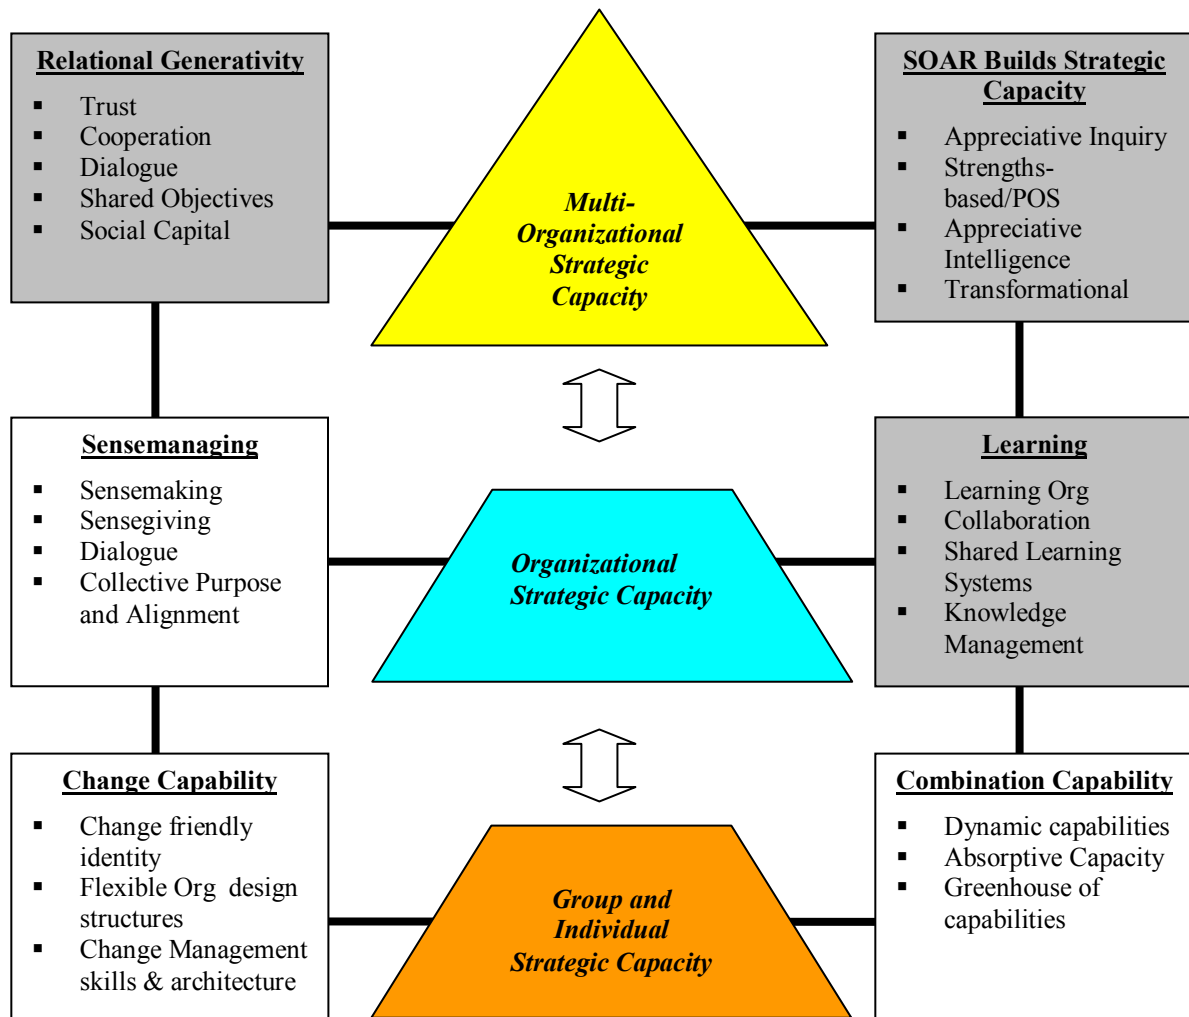 Relational Generativity
▪ Trust
▪ Cooperation
▪ Dialogue
▪ Shared Objectives
▪ Social Capital
Multi-
Organizational
Strategic
Capacity
SOAR Builds Strategic
Capacity
▪ Appreciative Inquiry
▪ Strengths-
based/POS
▪ Appreciative
Intelligence
▪ Transformational
Sensemanaging
▪ Sensemaking
▪ Sensegiving
▪ Dialogue
▪ Collective Purpose
and Alignment
Organizational
Strategic Capacity
Learning
▪ Learning Org
▪ Collaboration
▪ Shared Learning
Systems
▪ Knowledge
Management
Change Capability
▪ Change friendly
identity
▪ Flexible Org design
structures
▪ Change Management
skills & architecture
Group and
Individual
Strategic Capacity
Combination Capability
▪ Dynamic capabilities
▪ Absorptive Capacity
▪ Greenhouse of
capabilities